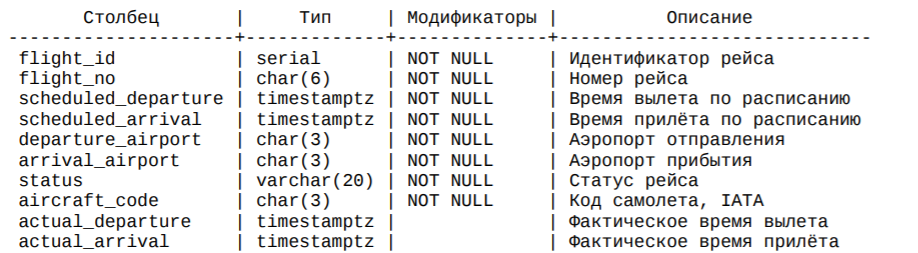 Столбец | Тип | Модификаторы | Описание
---------------------+-------------+--------------+-----------------------------
flight_id | serial | NOT NULL | Идентификатор рейса
flight_no | char(6) | NOT NULL | Номер рейса
scheduled_departure | timestamptz | NOT NULL | Время вылета по расписанию
scheduled_arrival | timestamptz | NOT NULL | Время прилёта по расписанию
departure_airport | char(3) | NOT NULL | Аэропорт отправления
arrival_airport | char(3) | NOT NULL | Аэропорт прибытия
status | varchar(20) | NOT NULL | Статус рейса
aircraft_code | char(3) | NOT NULL | Код самолета, IATA
actual_departure | timestamptz | | Фактическое время вылета
actual_arrival | timestamptz | | Фактическое время прилёта